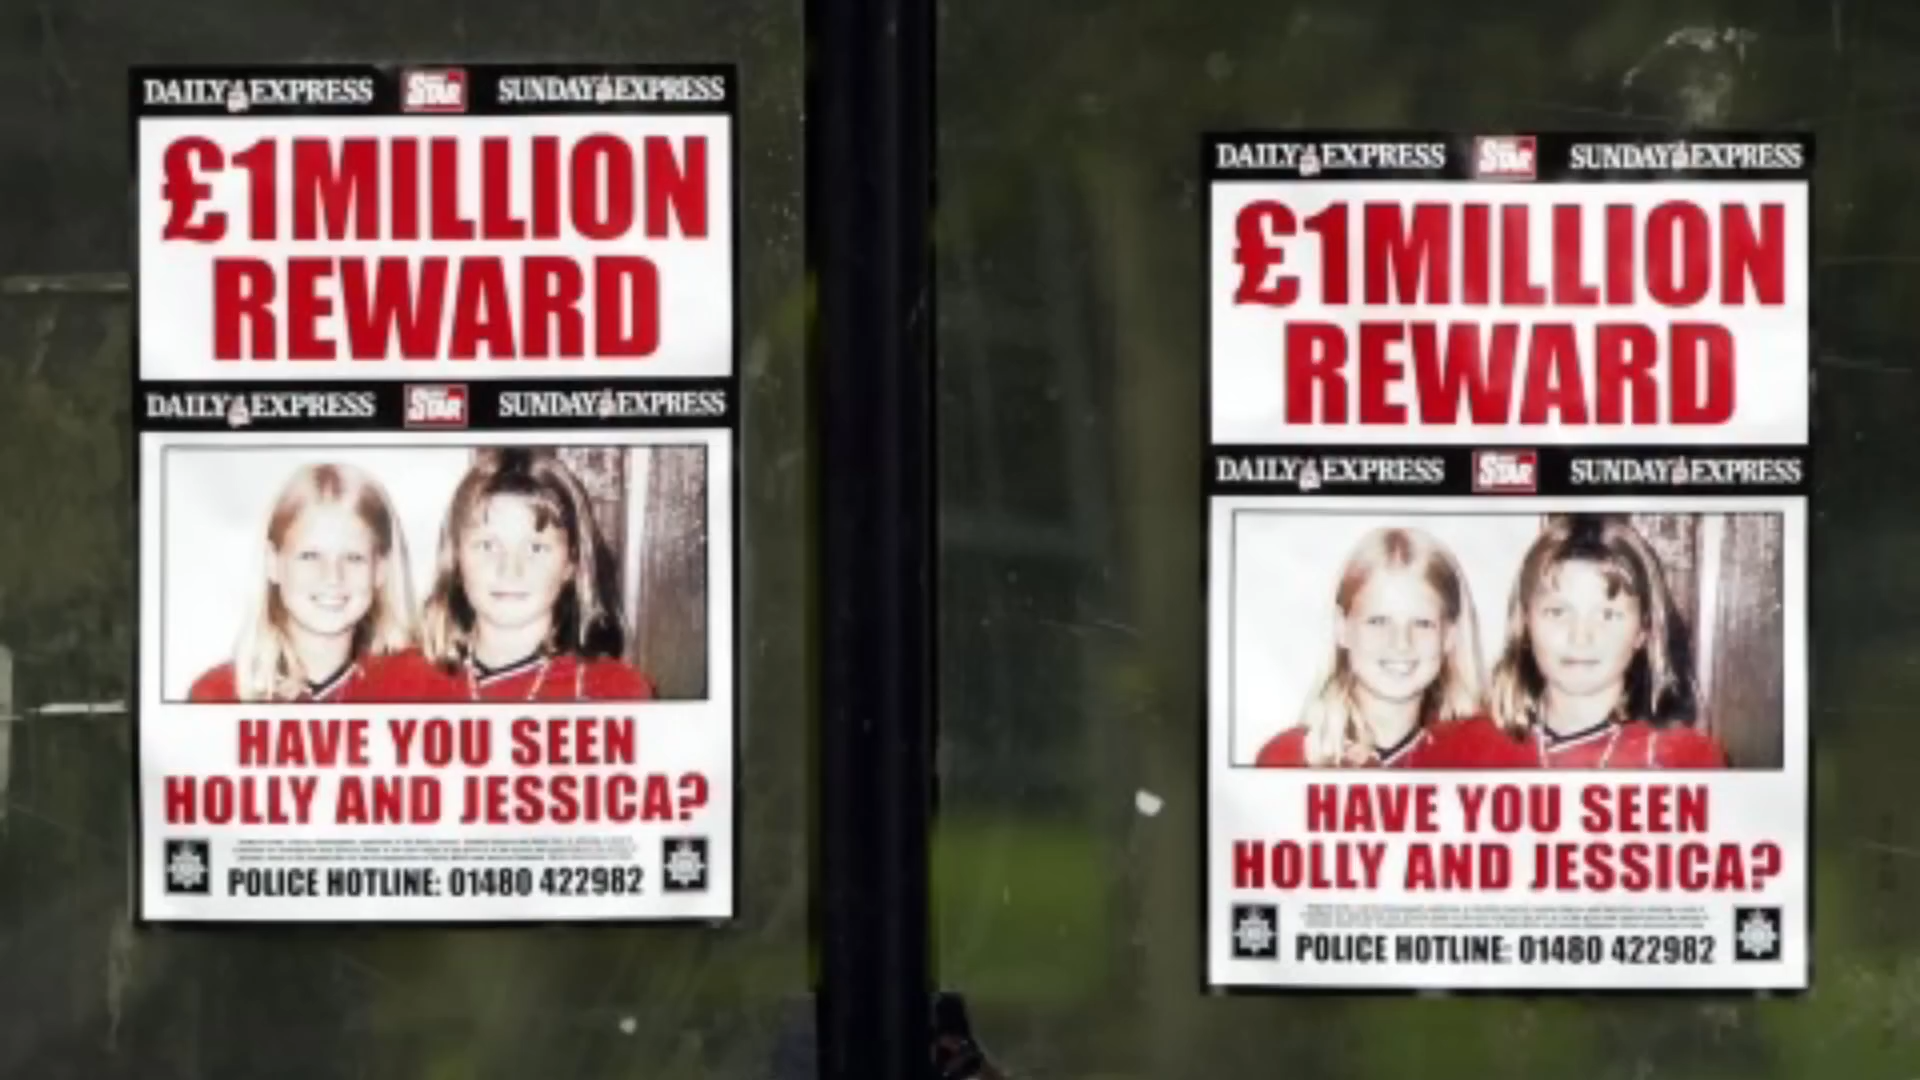 DAILY EXPRESS STAR SUNDAY EXPRESS
£1MILLION
REWARD
DAILY EXPRESS STAR SUNDAY EXPRESS
HAVE YOU SEEN
HOLLY AND JESSICA?
POLICE HOTLINE: 01480 422982
DAILY EXPRESS STAR SUNDAY EXPRESS
£1MILLION
REWARD
DAILY EXPRESS STAR SUNDAY EXPRESS
HAVE YOU SEEN
HOLLY AND JESSICA?
POLICE HOTLINE: 01480 422982